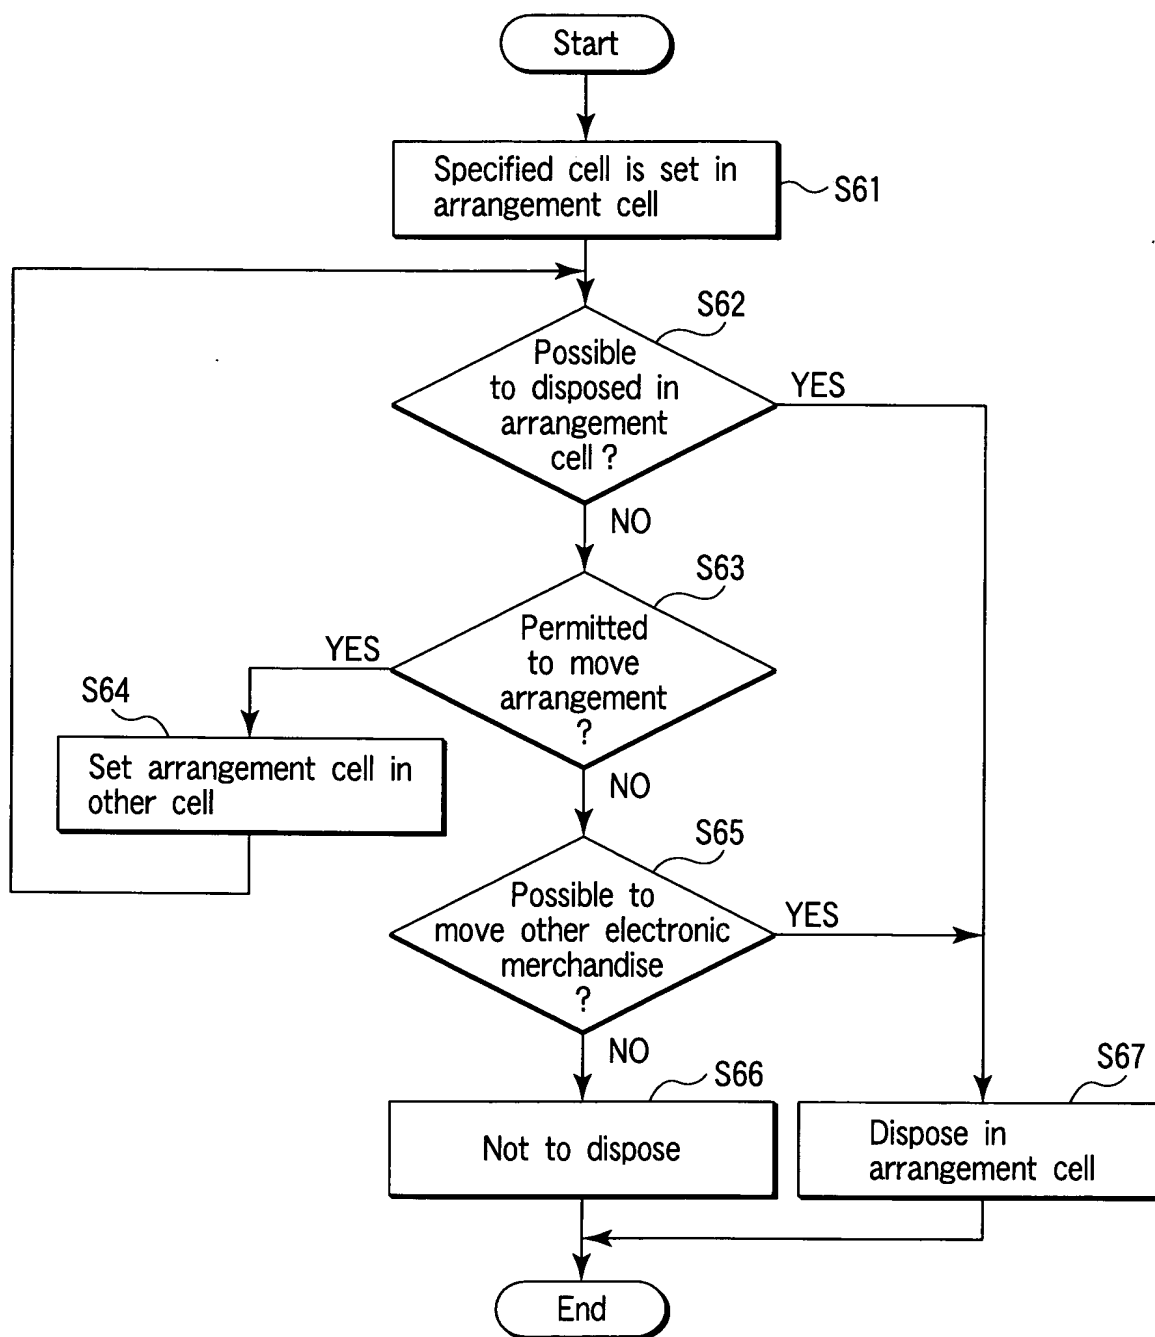 Start
Specified cell is set in
arrangement cell
S61
S62
Possible
to disposed in
arrangement
cell ?
YES
NO
S63
Permitted
to move
arrangement
?
YES
S64
Set arrangement cell in
other cell
NO
S65
Possible to
move other electronic
merchandise
?
YES
NO
S66
Not to dispose
S67
Dispose in
arrangement cell
End